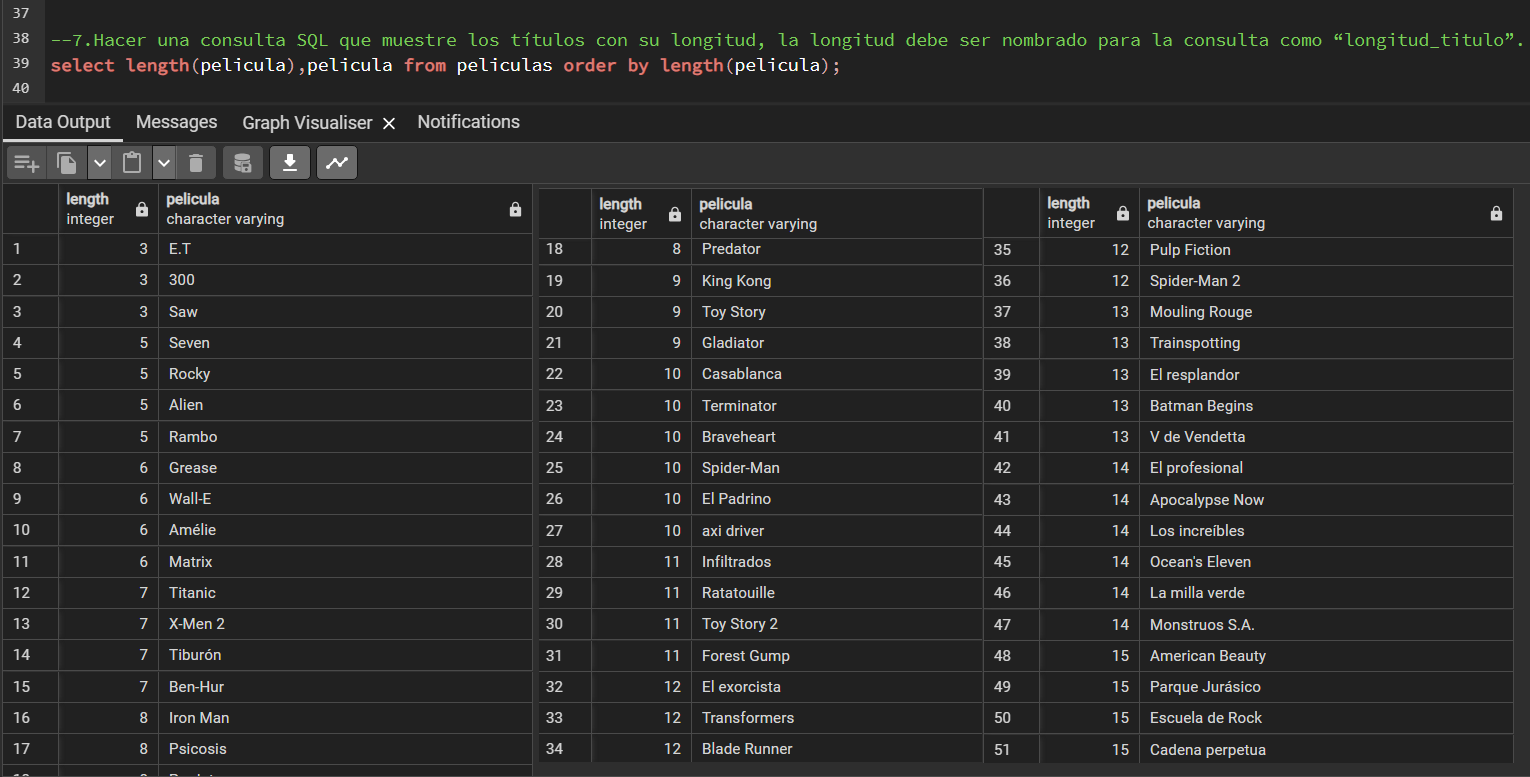 37
38 --7.Hacer una consulta SQL que muestre los títulos con su longitud, la longitud debe ser nombrado para la consulta como “longitud_titulo”.
39 select length(pelicula),pelicula from peliculas order by length(pelicula);
40
Data Output Messages Graph Visualiser Notifications
length integer pelicula character varying
1 3 E.T
2 3 300
3 3 Saw
4 5 Seven
5 5 Rocky
6 5 Alien
7 5 Rambo
8 6 Grease
9 6 Wall-E
10 6 Amélie
11 6 Matrix
12 7 Titanic
13 7 X-Men 2
14 7 Tiburón
15 7 Ben-Hur
16 8 Iron Man
17 8 Psicosis
length integer pelicula character varying
18 8 Predator
19 9 King Kong
20 9 Toy Story
21 9 Gladiator
22 10 Casablanca
23 10 Terminator
24 10 Braveheart
25 10 Spider-Man
26 10 El Padrino
27 10 axi driver
28 11 Infiltrados
29 11 Ratatouille
30 11 Toy Story 2
31 11 Forest Gump
32 12 El exorcista
33 12 Transformers
34 12 Blade Runner
length integer pelicula character varying
35 12 Pulp Fiction
36 12 Spider-Man 2
37 13 Mouling Rouge
38 13 Trainspotting
39 13 El resplandor
40 13 Batman Begins
41 13 V de Vendetta
42 14 El profesional
43 14 Apocalypse Now
44 14 Los increíbles
45 14 Ocean's Eleven
46 14 La milla verde
47 14 Monstruos S.A.
48 15 American Beauty
49 15 Parque Jurásico
50 15 Escuela de Rock
51 15 Cadena perpetua